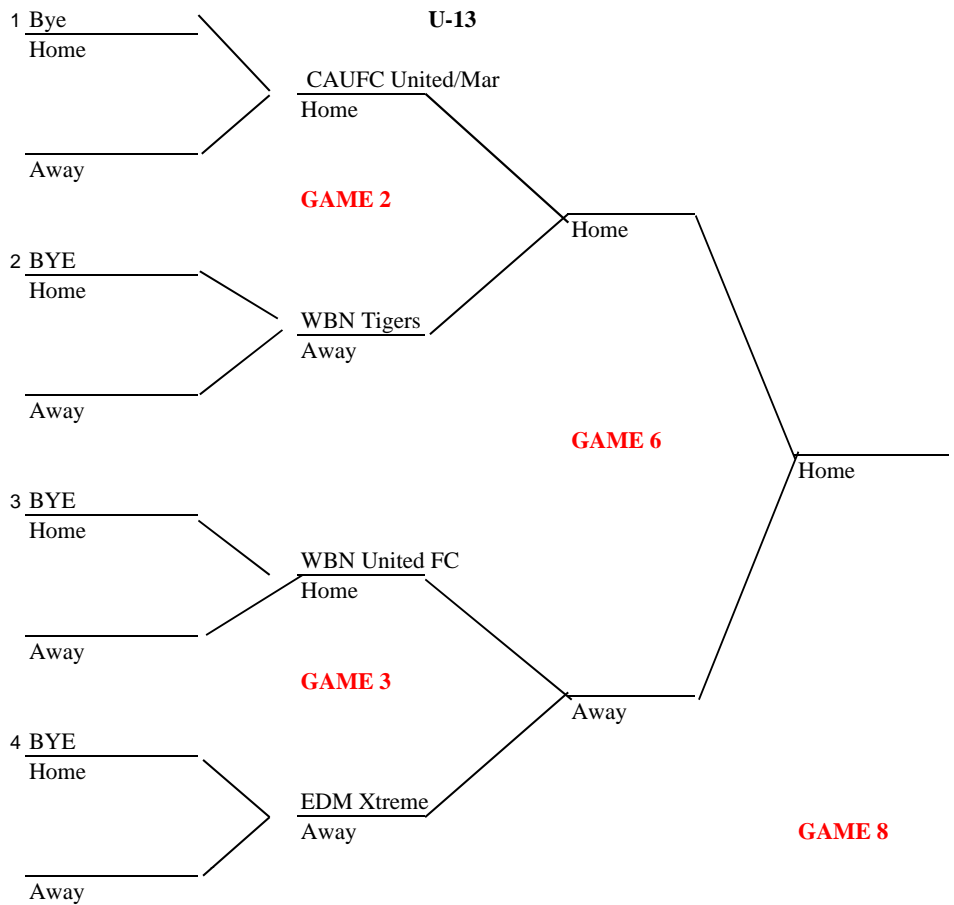 U-13
1 Bye
Home
CAUFC United/Mar
Home
Away
GAME 2
Home
2 BYE
Home
WBN Tigers
Away
Away
GAME 6
Home
3 BYE
Home
WBN United FC
Home
Away
GAME 3
Away
4 BYE
Home
EDM Xtreme
Away
GAME 8
Away